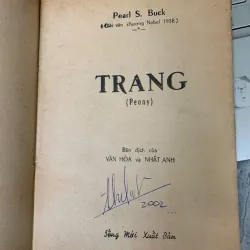 Pearl S. Buck
(Giải văn chương Nobel 1938)
TRANG
(Peony)
Bản dịch của
VĂN HÒA và NHẤT ANH
2002
Sống Mới Xuất Bản